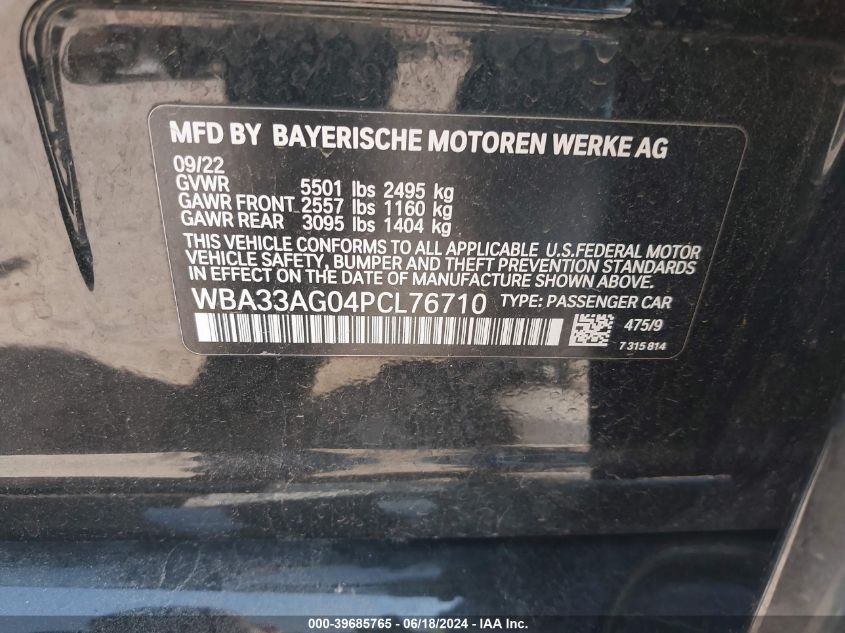 MFD BY BAYERISCHE MOTOREN WERKE AG
09/22
GVWR 5501 lbs 2495 kg
GAWR FRONT 2557 lbs 1160 kg
GAWR REAR 3095 lbs 1404 kg
THIS VEHICLE CONFORMS TO ALL APPLICABLE U.S.FEDERAL MOTOR
VEHICLE SAFETY, BUMPER AND THEFT PREVENTION STANDARDS
IN EFFECT ON THE DATE OF MANUFACTURE SHOWN ABOVE.
WBA33AG04PCL76710 TYPE: PASSENGER CAR
475/9
7 315 814
000-39685765 - 06/18/2024 - IAA Inc.